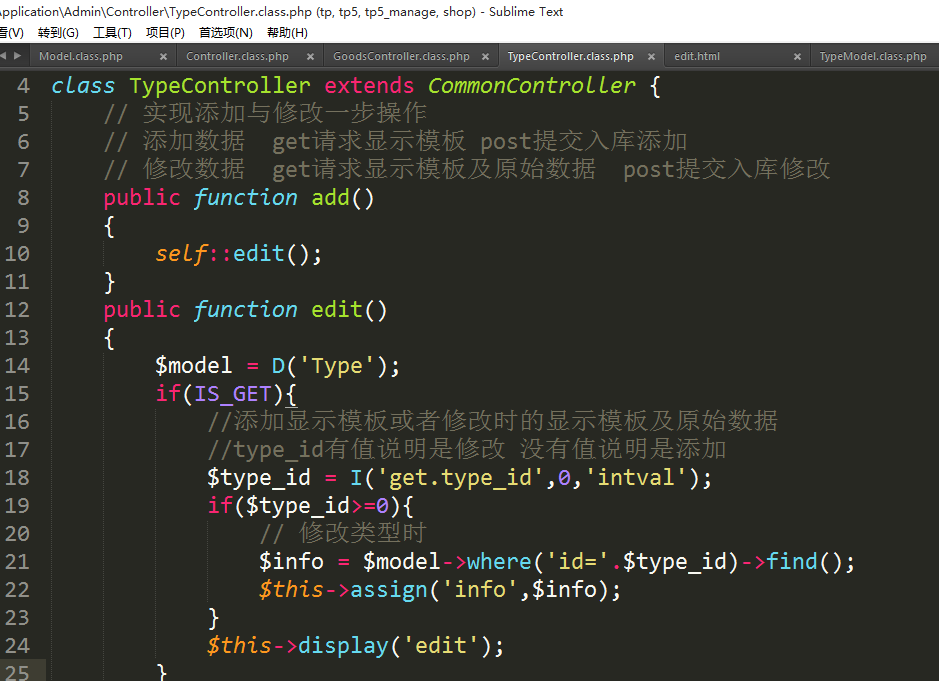 Application\Admin\Controller\TypeController.class.php (tp, tp5, tp5_manage, shop) - Sublime Text
看(V) 转到(G) 工具(T) 项目(P) 首选项(N) 帮助(H)
Model.class.php × Controller.class.php × GoodsController.class.php × TypeController.class.php × edit.html × TypeModel.class.php
4 class TypeController extends CommonController {
5 // 实现添加与修改一步操作
6 // 添加数据 get请求显示模板 post提交入库添加
7 // 修改数据 get请求显示模板及原始数据 post提交入库修改
8 public function add()
9 {
10 self::edit();
11 }
12 public function edit()
13 {
14 $model = D('Type');
15 if(IS_GET){
16 //添加显示模板或者修改时的显示模板及原始数据
17 //type_id有值说明是修改 没有值说明是添加
18 $type_id = I('get.type_id',0,'intval');
19 if($type_id>=0){
20 // 修改类型时
21 $info = $model->where('id='.$type_id)->find();
22 $this->assign('info',$info);
23 }
24 $this->display('edit');
25 }